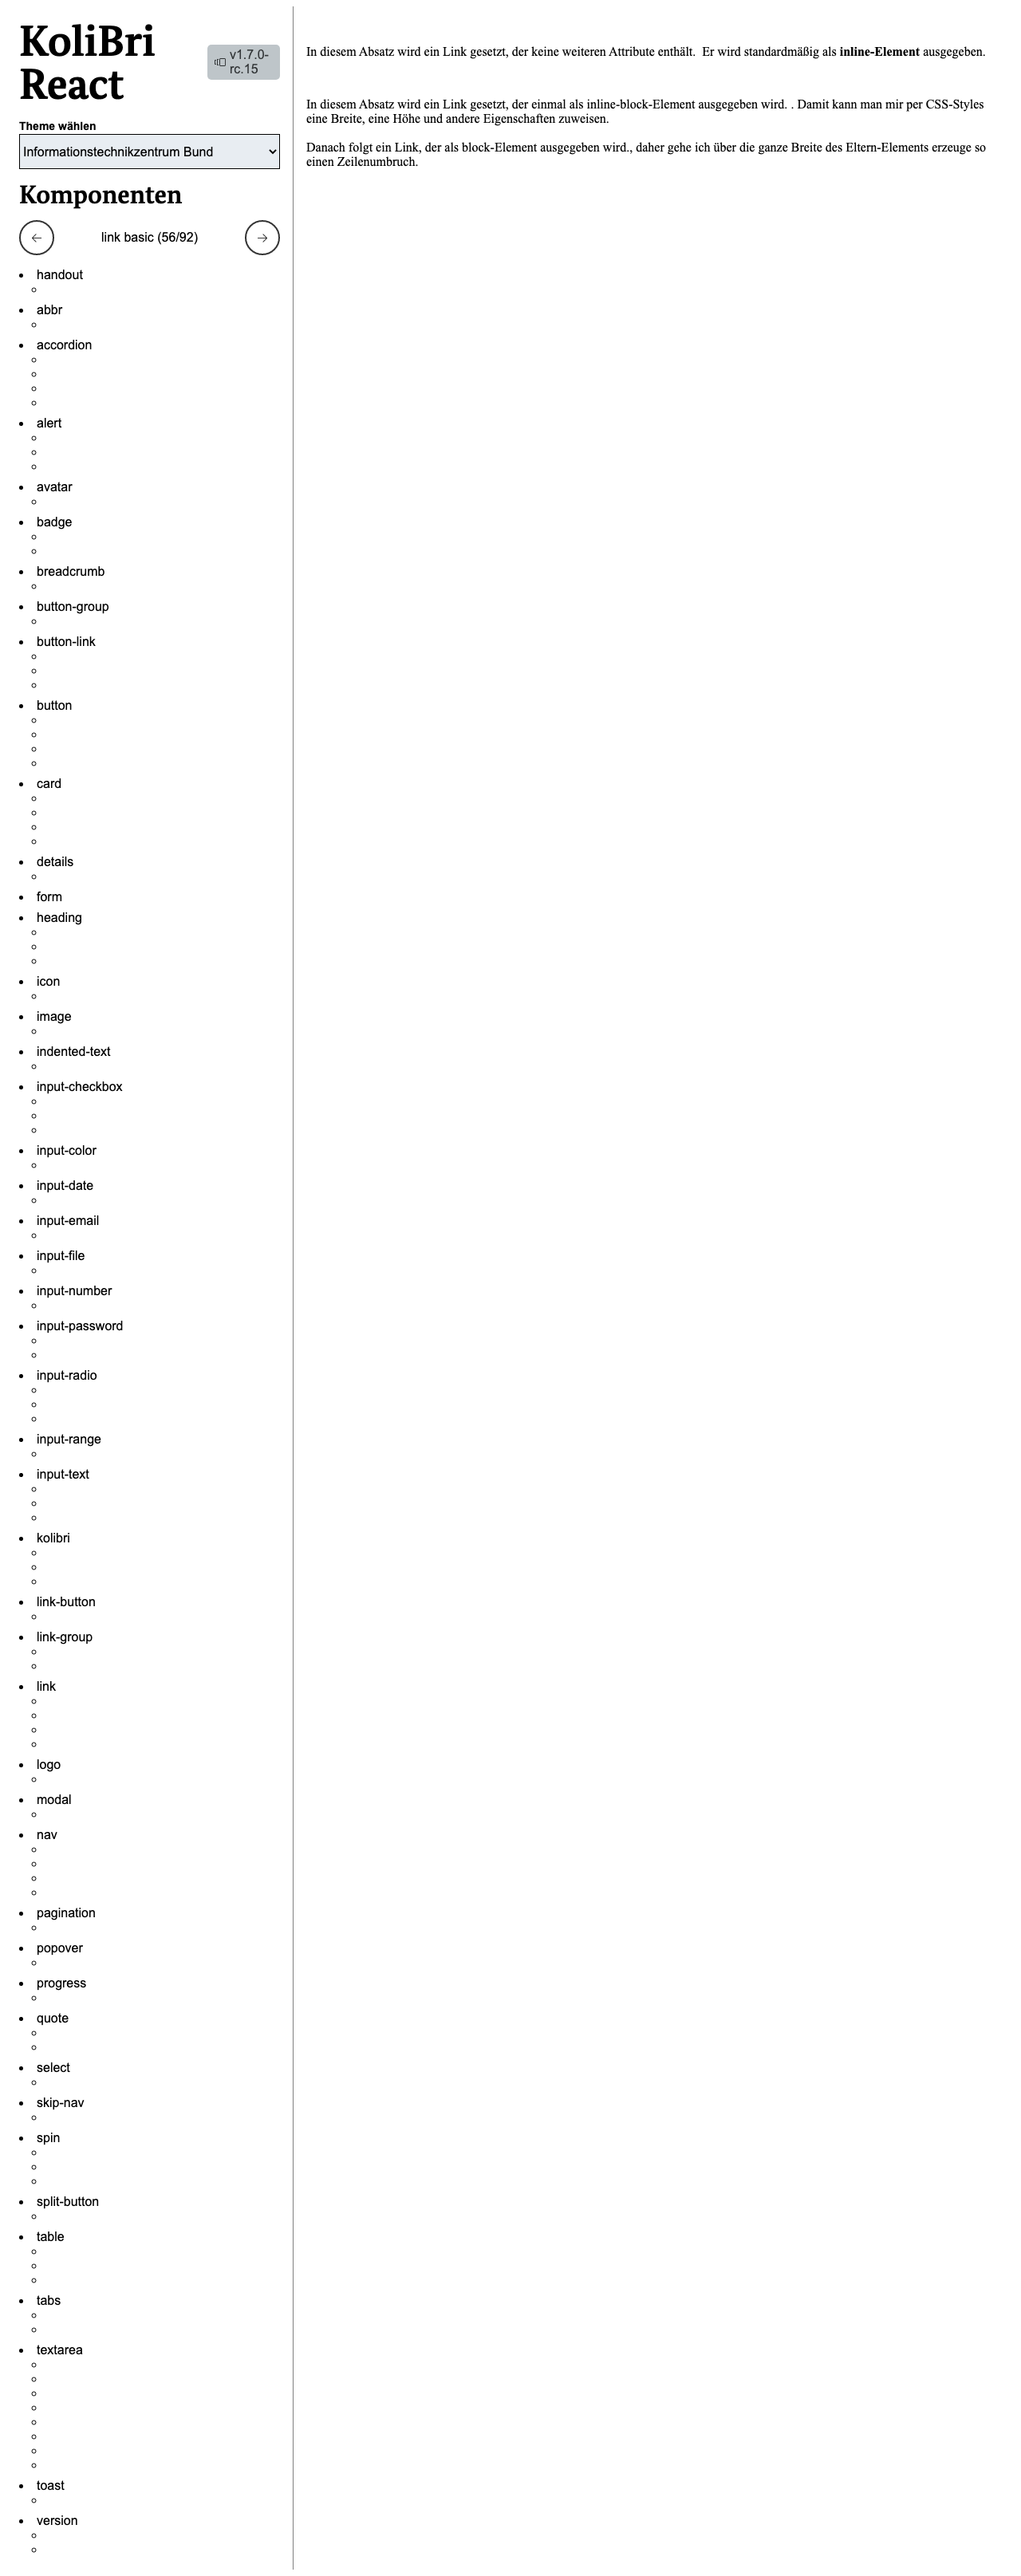 KoliBri
React
v1.7.0-
rc.15
Theme wählen
Informationstechnikzentrum Bund
Komponenten
link basic (56/92)
handout
abbr
accordion
alert
avatar
badge
breadcrumb
button-group
button-link
button
card
details
form
heading
icon
image
indented-text
input-checkbox
input-color
input-date
input-email
input-file
input-number
input-password
input-radio
input-range
input-text
kolibri
link-button
link-group
link
logo
modal
nav
pagination
popover
progress
quote
select
skip-nav
spin
split-button
table
tabs
textarea
toast
version
In diesem Absatz wird ein Link gesetzt, der keine weiteren Attribute enthält.  Er wird standardmäßig als inline-Element ausgegeben.
In diesem Absatz wird ein Link gesetzt, der einmal als inline-block-Element ausgegeben wird. . Damit kann man mir per CSS-Styles
eine Breite, eine Höhe und andere Eigenschaften zuweisen.
Danach folgt ein Link, der als block-Element ausgegeben wird., daher gehe ich über die ganze Breite des Eltern-Elements erzeuge so
einen Zeilenumbruch.